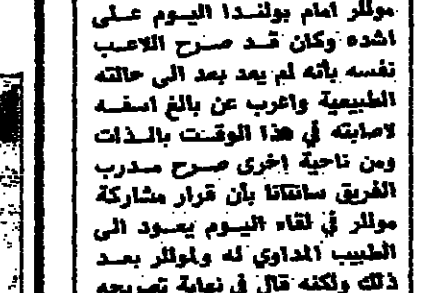 موللر امام بولندا اليوم على
اشده وكان قد صرح اللاعب
نفسه بأنه لم يعد بعد الى حالته
الطبيعية واعرب عن بالغ اسفه
لاصابته في هذا الوقت بالذات
ومن ناحية اخرى صرح مدرب
الفريق سانتانا بأن قرار مشاركة
موللر في لقاء اليوم يعود الى
الطبيب المداوي له ولموللر بعد
ذلك ولكنه قال في نهاية تصريحه